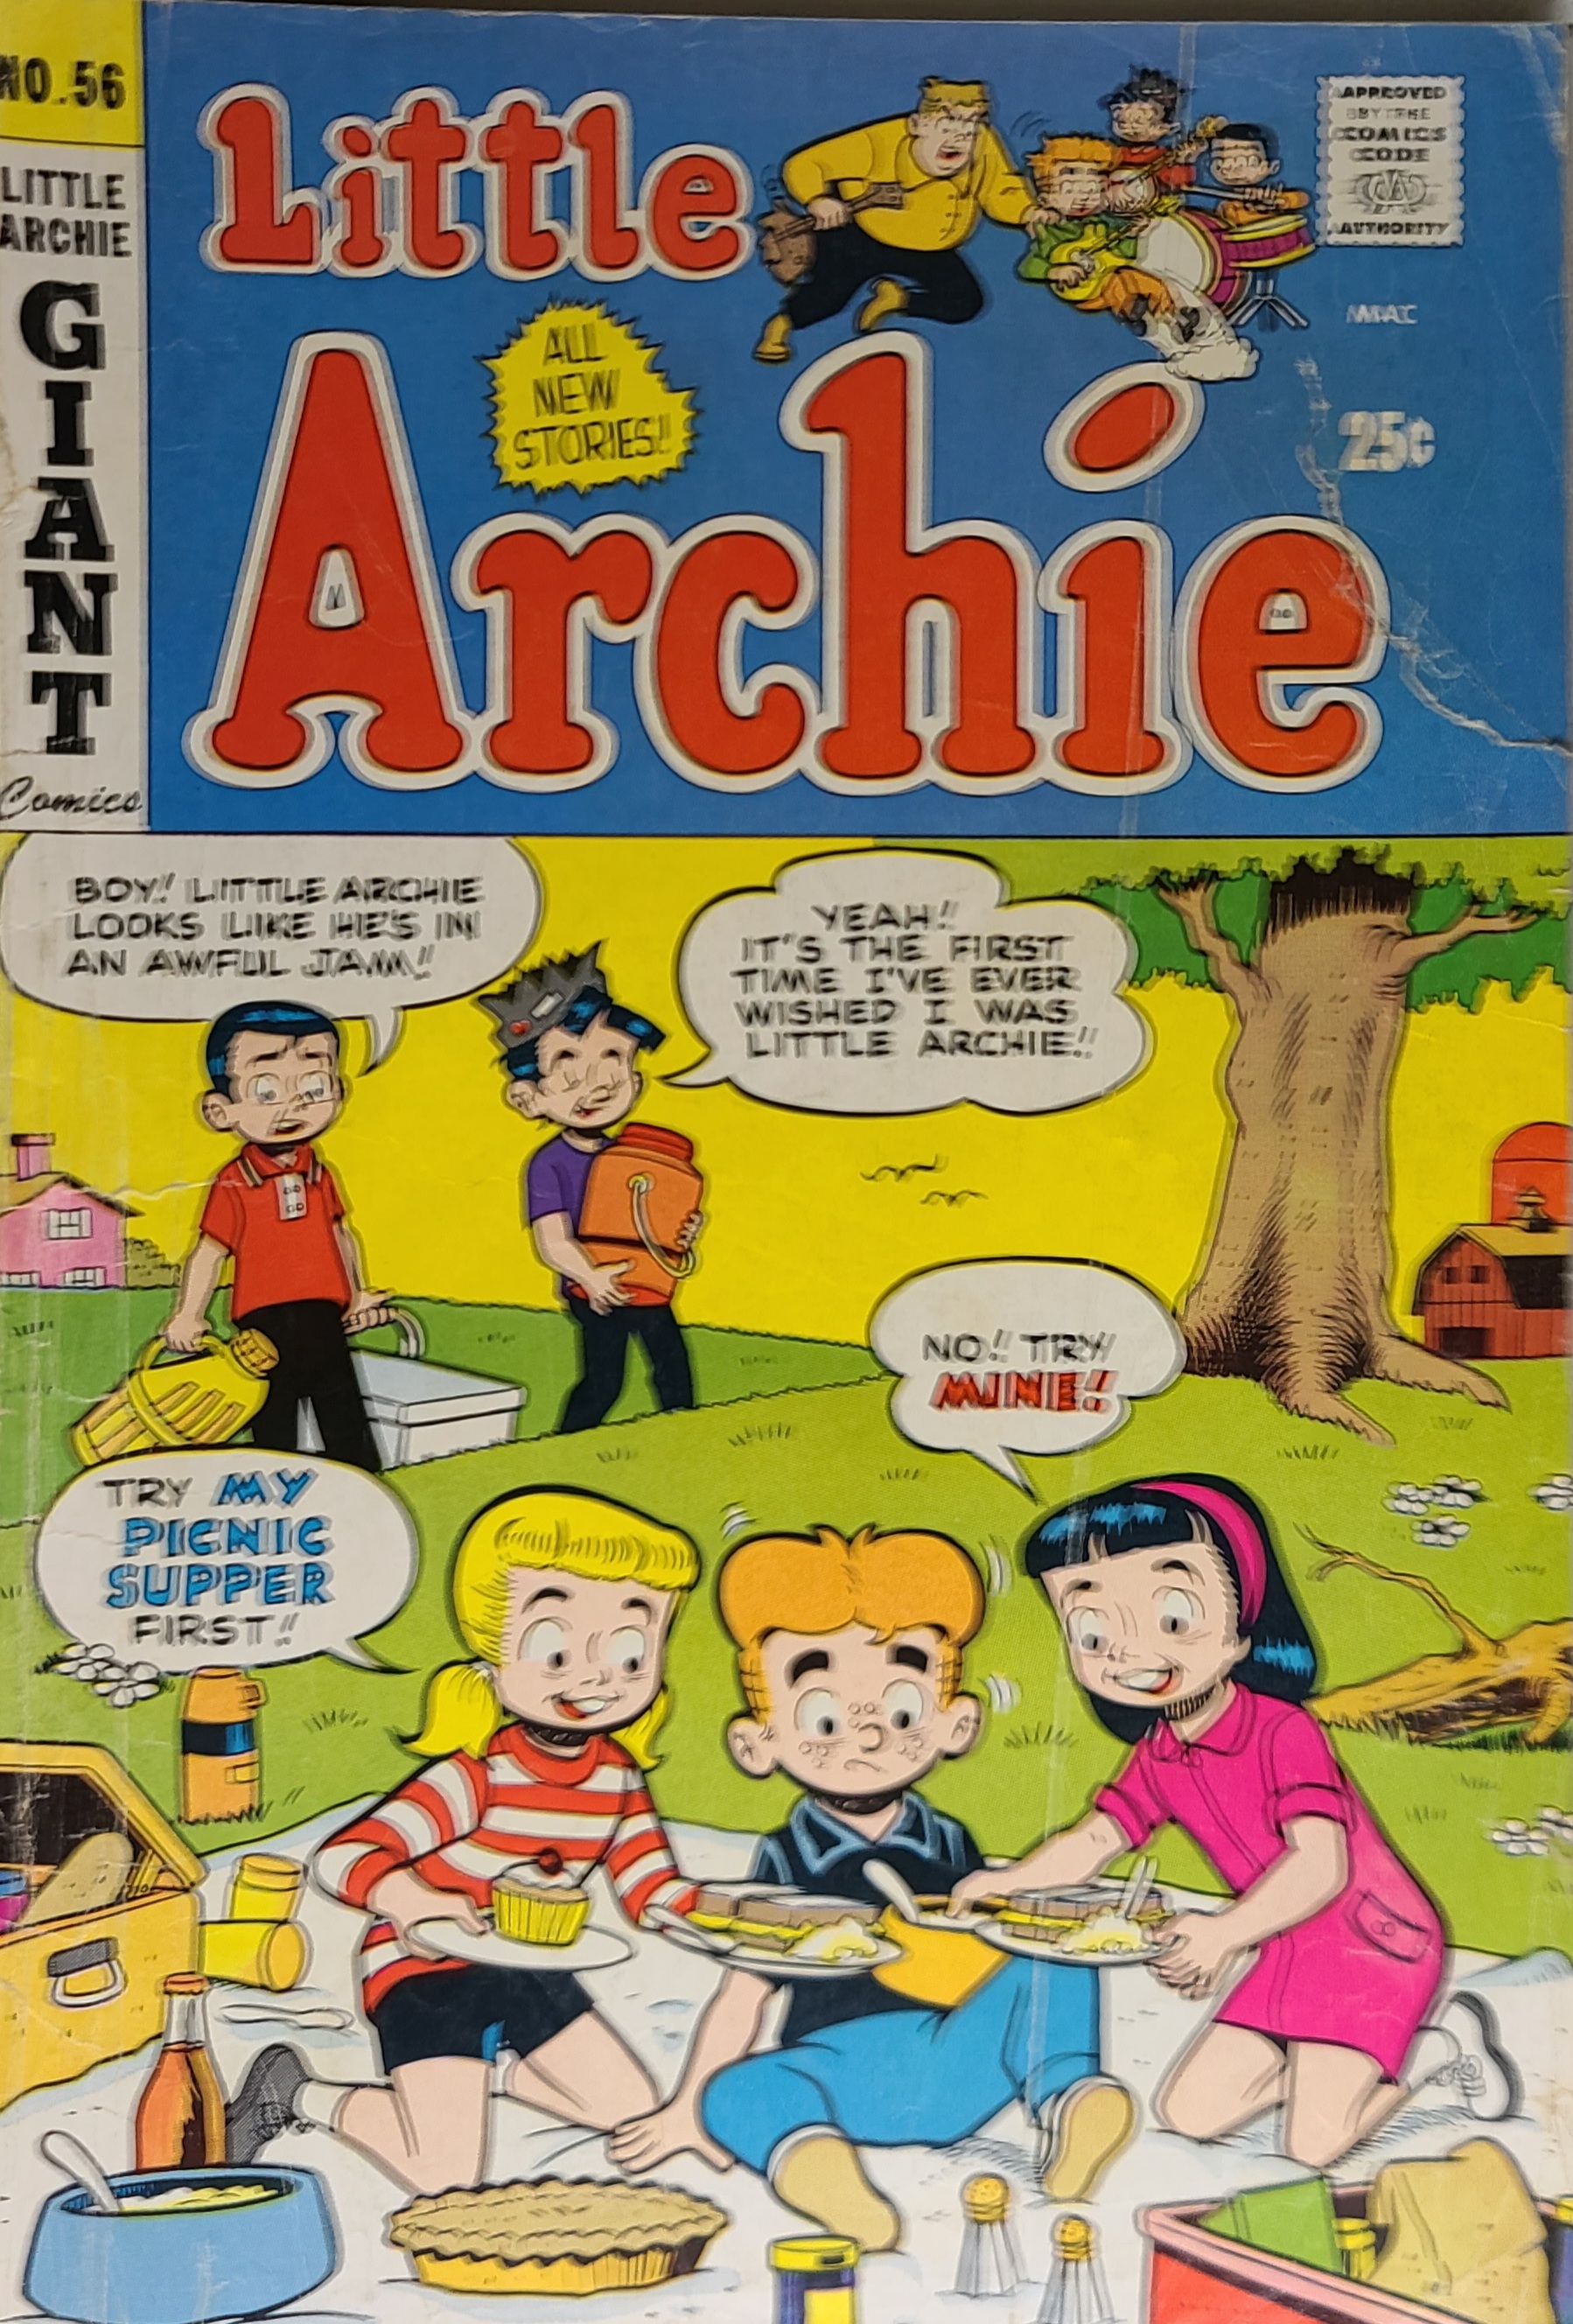 NO. 56
LITTLE
ARCHIE
GIANT
Comics
Little
Archie
ALL
NEW
STORIES!!
APPROVED
BY THE
COMICS
CODE
CA
AUTHORITY
25¢
BOY! LITTLE ARCHIE
LOOKS LIKE HE'S IN
AN AWFUL JAM!!
YEAH!!
IT'S THE FIRST
TIME I'VE EVER
WISHED I WAS
LITTLE ARCHIE!!
NO!! TRY
MINE!!
TRY MY
PICNIC
SUPPER
FIRST!!